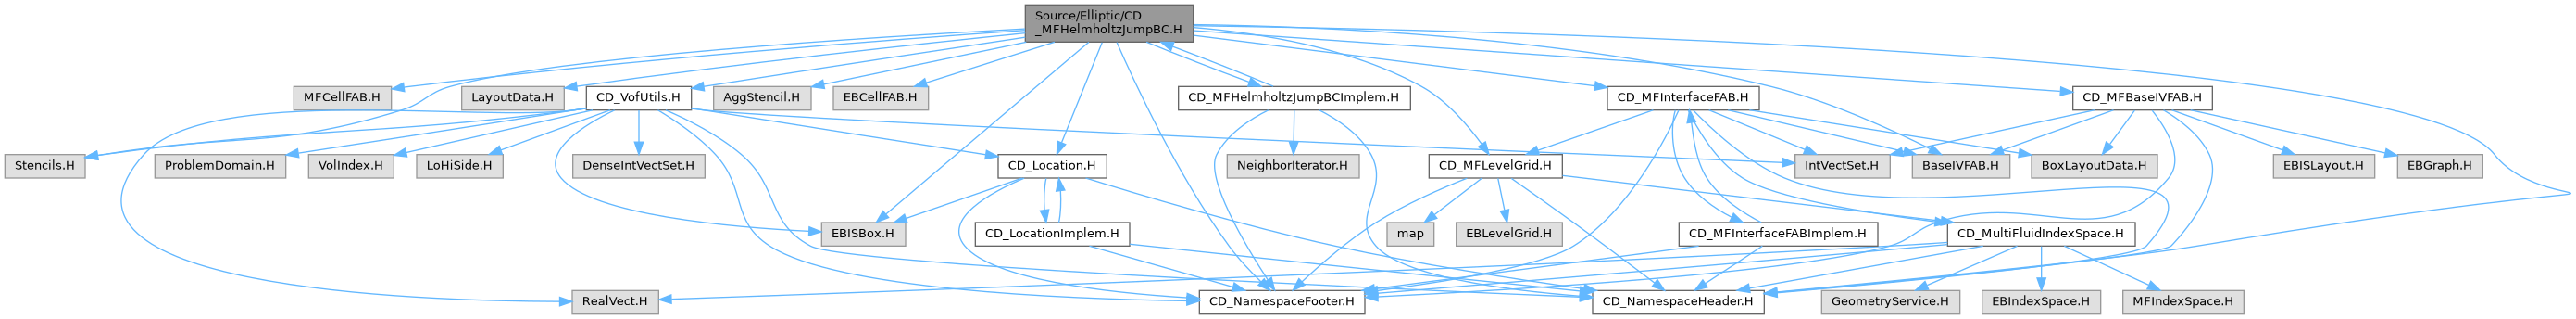 Source/Elliptic/CD
_MFHelmholtzJumpBC.H
MFCellFAB.H
LayoutData.H
CD_VofUtils.H
AggStencil.H
EBCellFAB.H
CD_MFHelmholtzJumpBCImplem.H
CD_MFInterfaceFAB.H
CD_MFBaseIVFAB.H
Stencils.H
ProblemDomain.H
VolIndex.H
LoHiSide.H
DenseIntVectSet.H
CD_Location.H
NeighborIterator.H
CD_MFLevelGrid.H
IntVectSet.H
BaseIVFAB.H
BoxLayoutData.H
EBISLayout.H
EBGraph.H
EBISBox.H
CD_LocationImplem.H
map
EBLevelGrid.H
CD_MFInterfaceFABImplem.H
CD_MultiFluidIndexSpace.H
RealVect.H
CD_NamespaceFooter.H
CD_NamespaceHeader.H
GeometryService.H
EBIndexSpace.H
MFIndexSpace.H